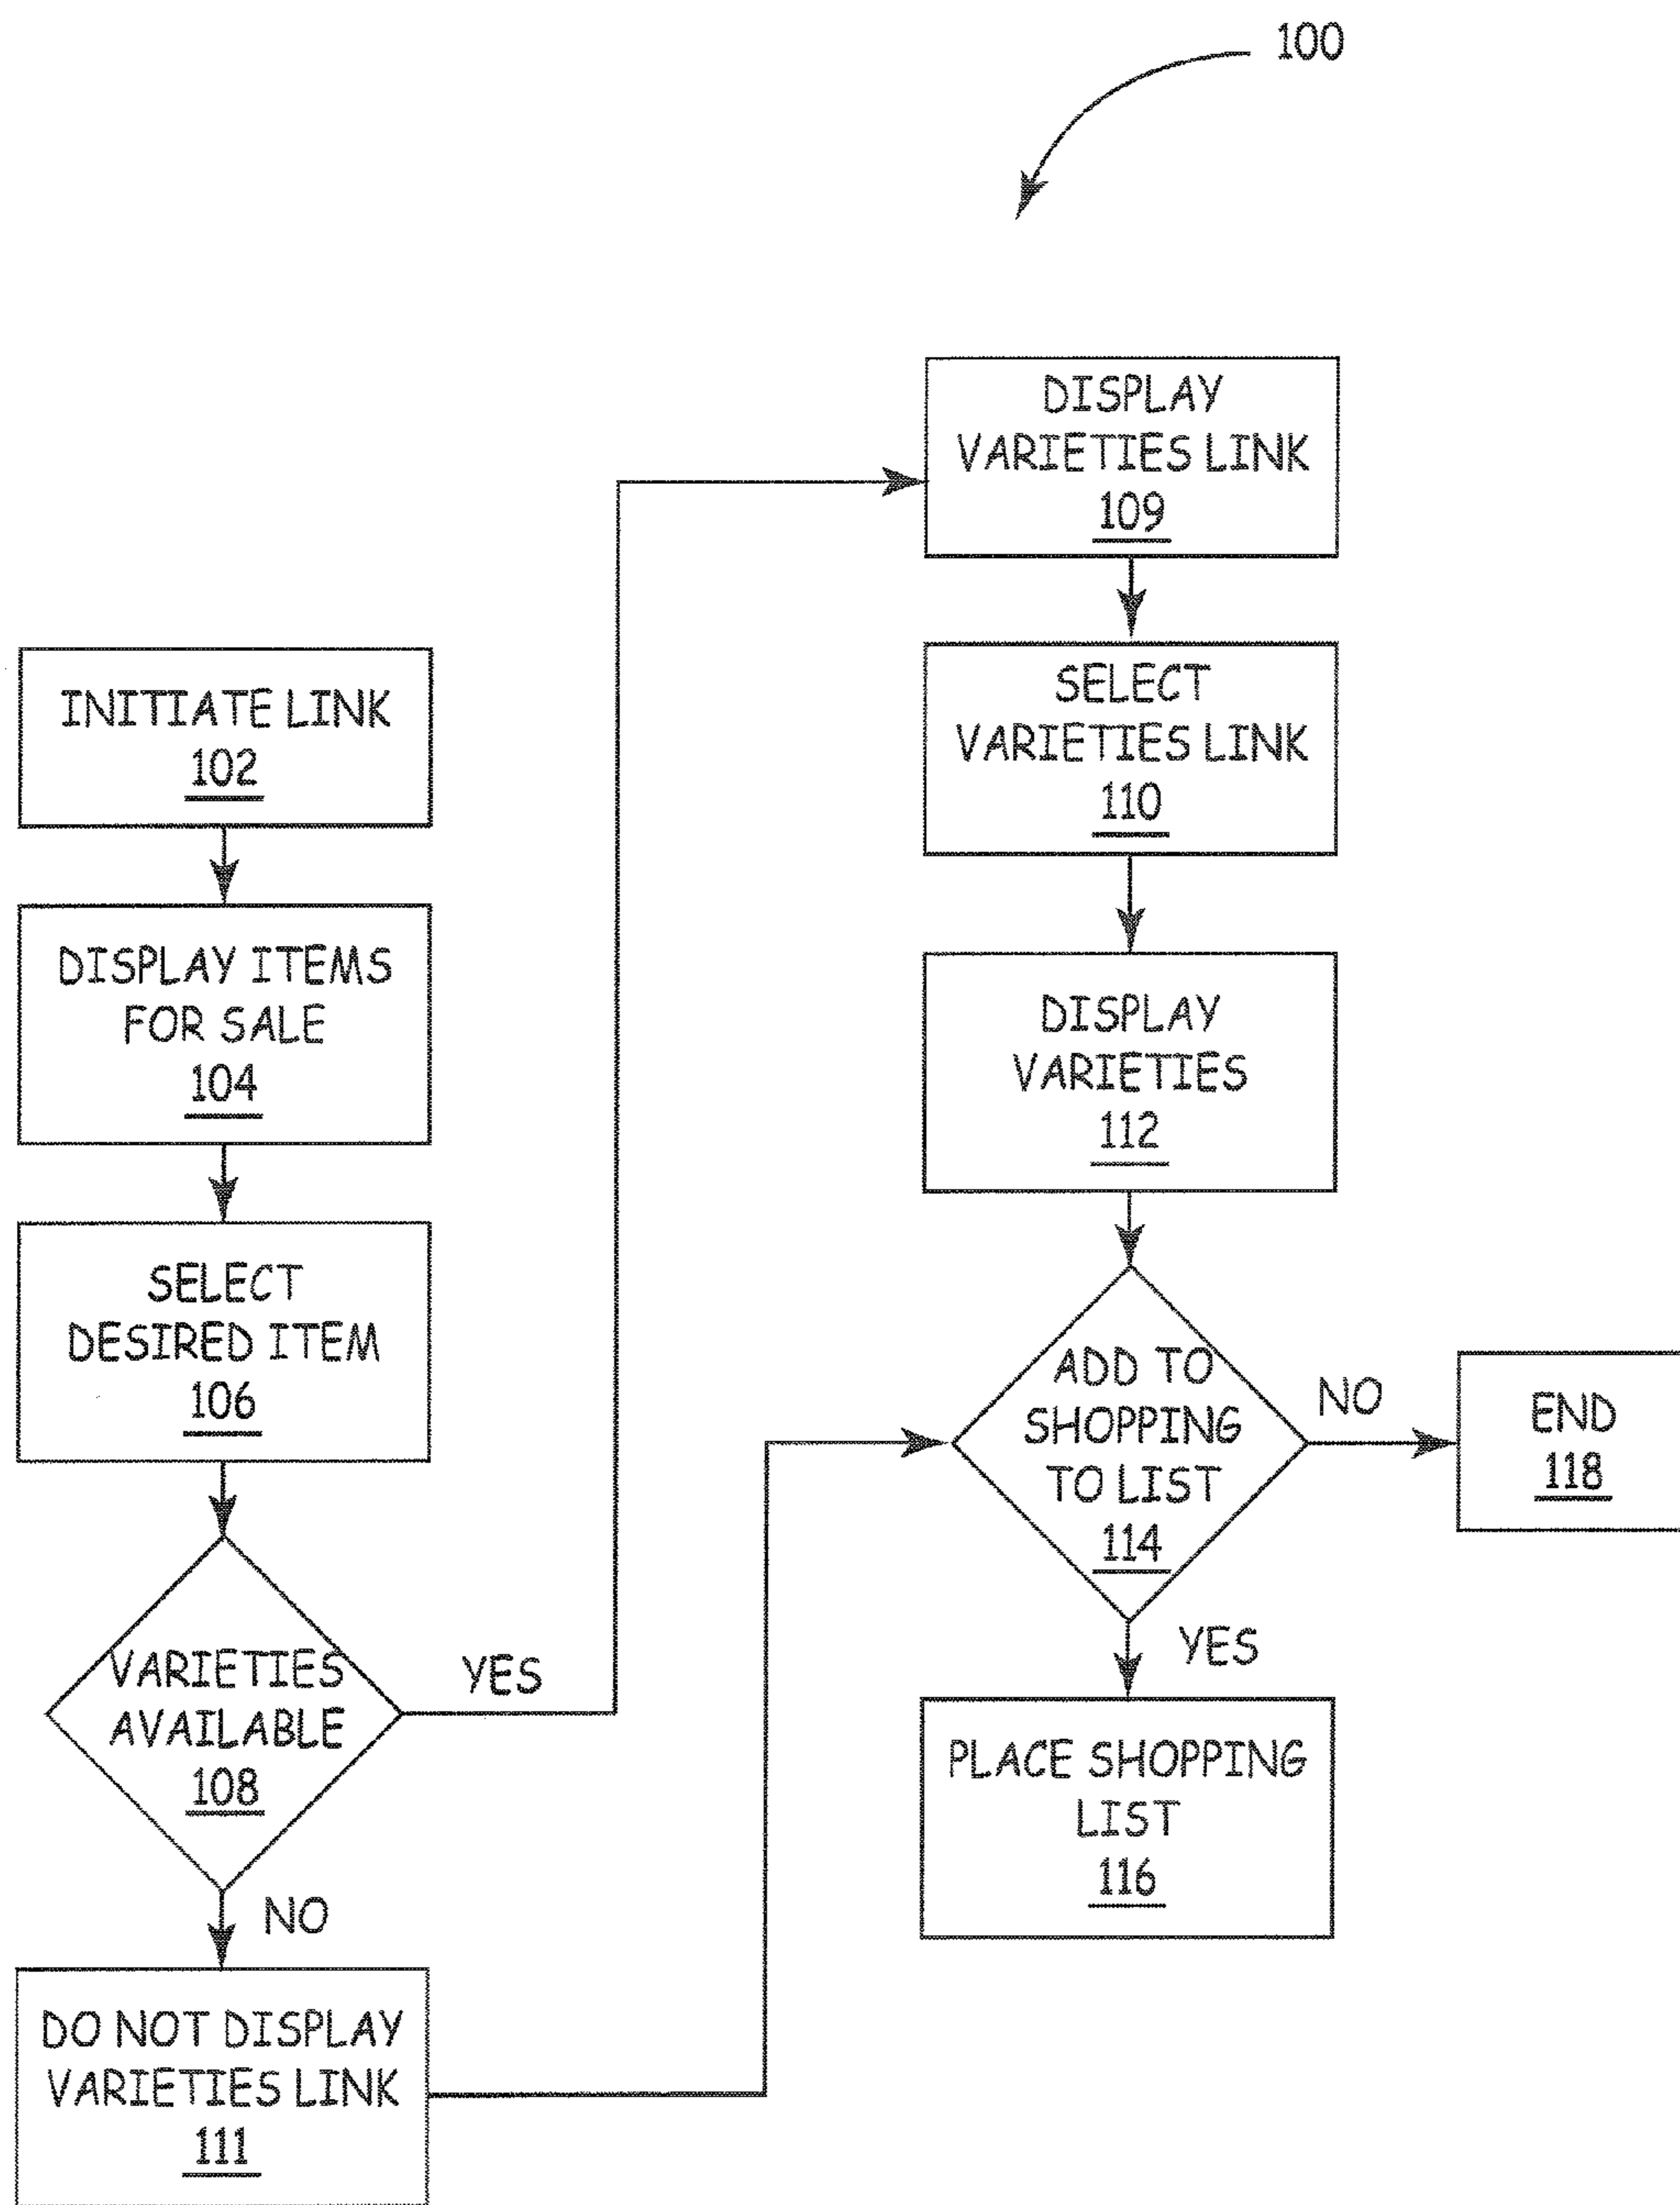 100
INITIATE LINK
102
DISPLAY ITEMS
FOR SALE
104
SELECT
DESIRED ITEM
106
VARIETIES
AVAILABLE
108
YES
NO
DO NOT DISPLAY
VARIETIES LINK
111
DISPLAY
VARIETIES LINK
109
SELECT
VARIETIES LINK
110
DISPLAY
VARIETIES
112
ADD TO
SHOPPING
TO LIST
114
NO
END
118
YES
PLACE SHOPPING
LIST
116